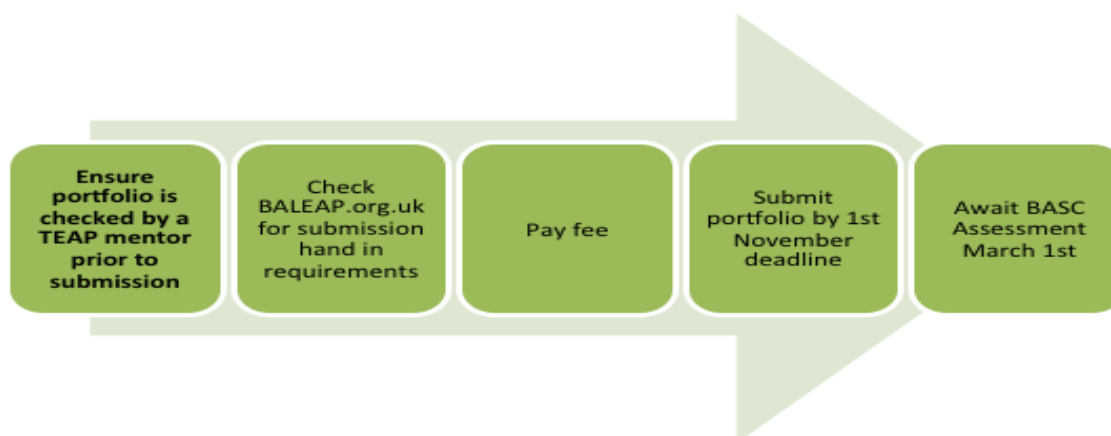 Ensure
portfolio is
checked by a
TEAP mentor
prior to
submission
Check
BALEAP.org.uk
for submission
hand in
requirements
Pay fee
Submit
portfolio by 1st
November
deadline
Await BASC
Assessment
March 1st